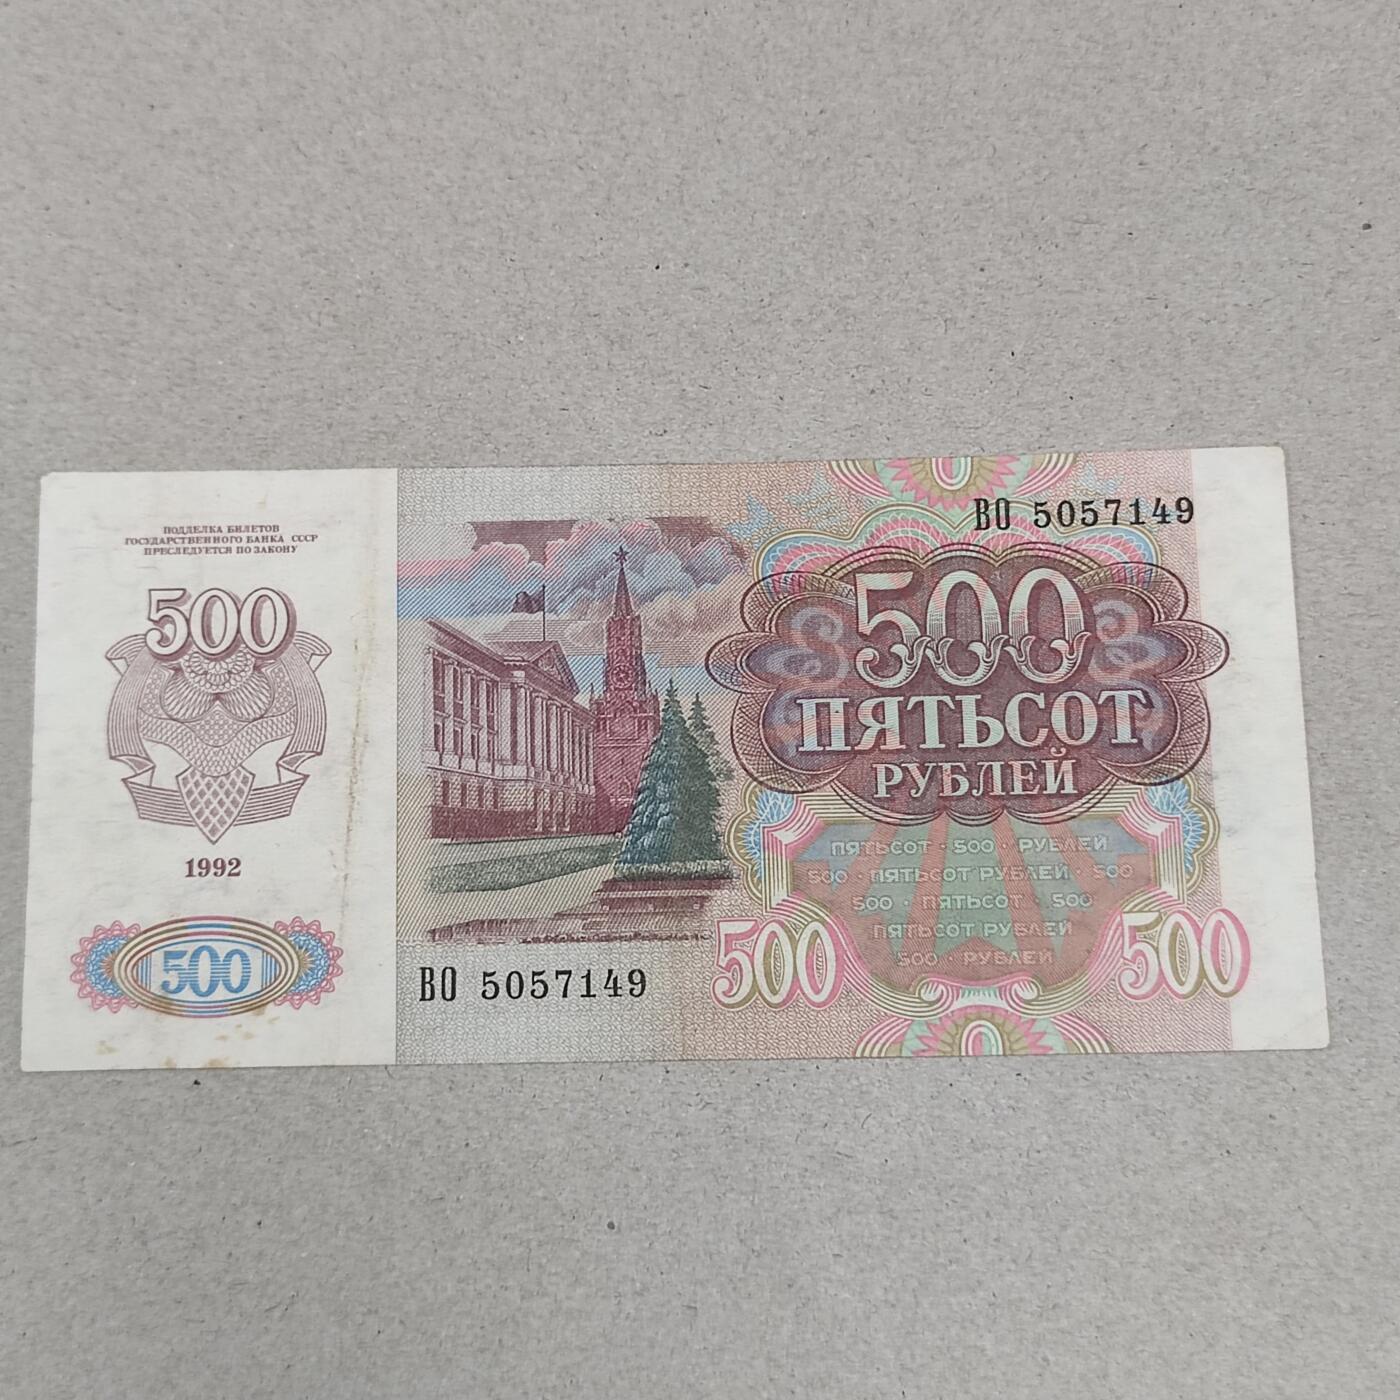 ПОДДЕЛКА БИЛЕТОВ
ГОСУДАРСТВЕННОГО БАНКА СССР
ПРЕСЛЕДУЕТСЯ ПО ЗАКОНУ
500
1992
500
ВО 5057149
ВО 5057149
500
ПЯТЬСОТ
РУБЛЕЙ
ПЯТЬСОТ · 500 · РУБЛЕЙ
500 · ПЯТЬСОТ РУБЛЕЙ · 500
500 · ПЯТЬСОТ · 500
ПЯТЬСОТ РУБЛЕЙ
500 · РУБЛЕЙ
500
500